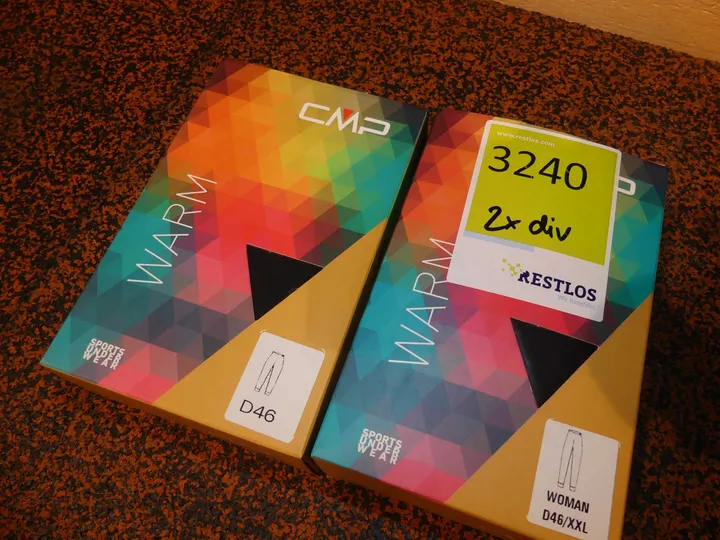 CMP
WARM
SPORTS
UNDER
WEAR
D46
www.restlos.com
3240
2x div
RESTLOS
P
WARM
SPORTS
UNDER
WEAR
WOMAN
D46/XXL